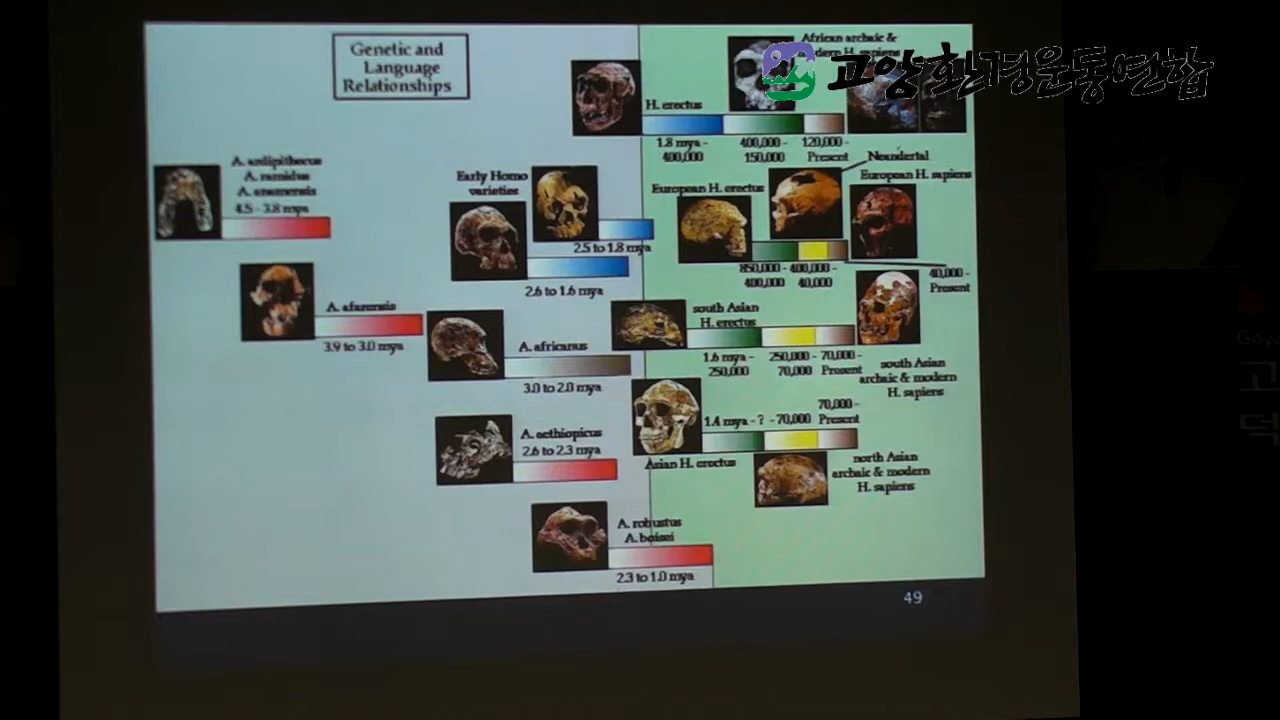 Genetic and
Language
Relationships
African archaic &
modern H. sapiens
고양환경운동연합
H. erectus
1.8 mya -
400,000
400,000 -
150,000
120,000 -
Present
A. ardipithecus
A. ramidus
A. anamensis
4.5 - 3.8 mya
Early Homo
varieties
2.5 to 1.8 mya
2.6 to 1.6 mya
Neandertal
European H. erectus
European H. sapiens
850,000 -
400,000
400,000 -
40,000
40,000 -
Present
A. afarensis
3.9 to 3.0 mya
A. africanus
3.0 to 2.0 mya
south Asian
H. erectus
1.6 mya -
250,000
250,000 -
70,000
70,000 -
Present
south Asian
archaic & modern
H. sapiens
A. aethiopicus
2.6 to 2.3 mya
70,000 -
1.4 mya - ? - 70,000 Present
Asian H. erectus
north Asian
archaic & modern
H. sapiens
A. robustus
A. boisei
2.3 to 1.0 mya
49